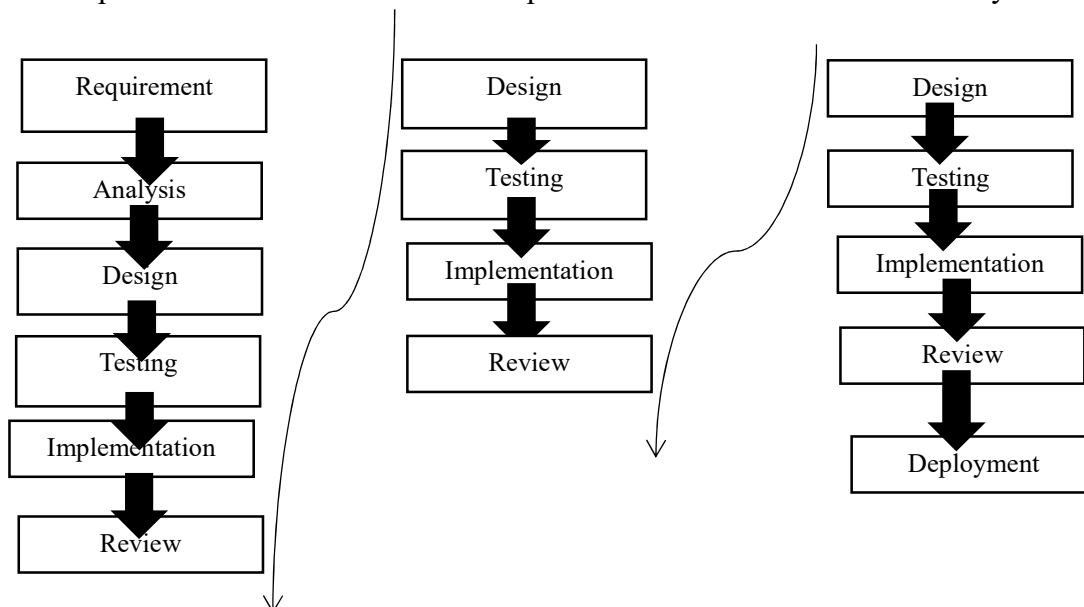 Requirement
Analysis
Design
Testing
Implementation
Review
Design
Testing
Implementation
Review
Design
Testing
Implementation
Review
Deployment